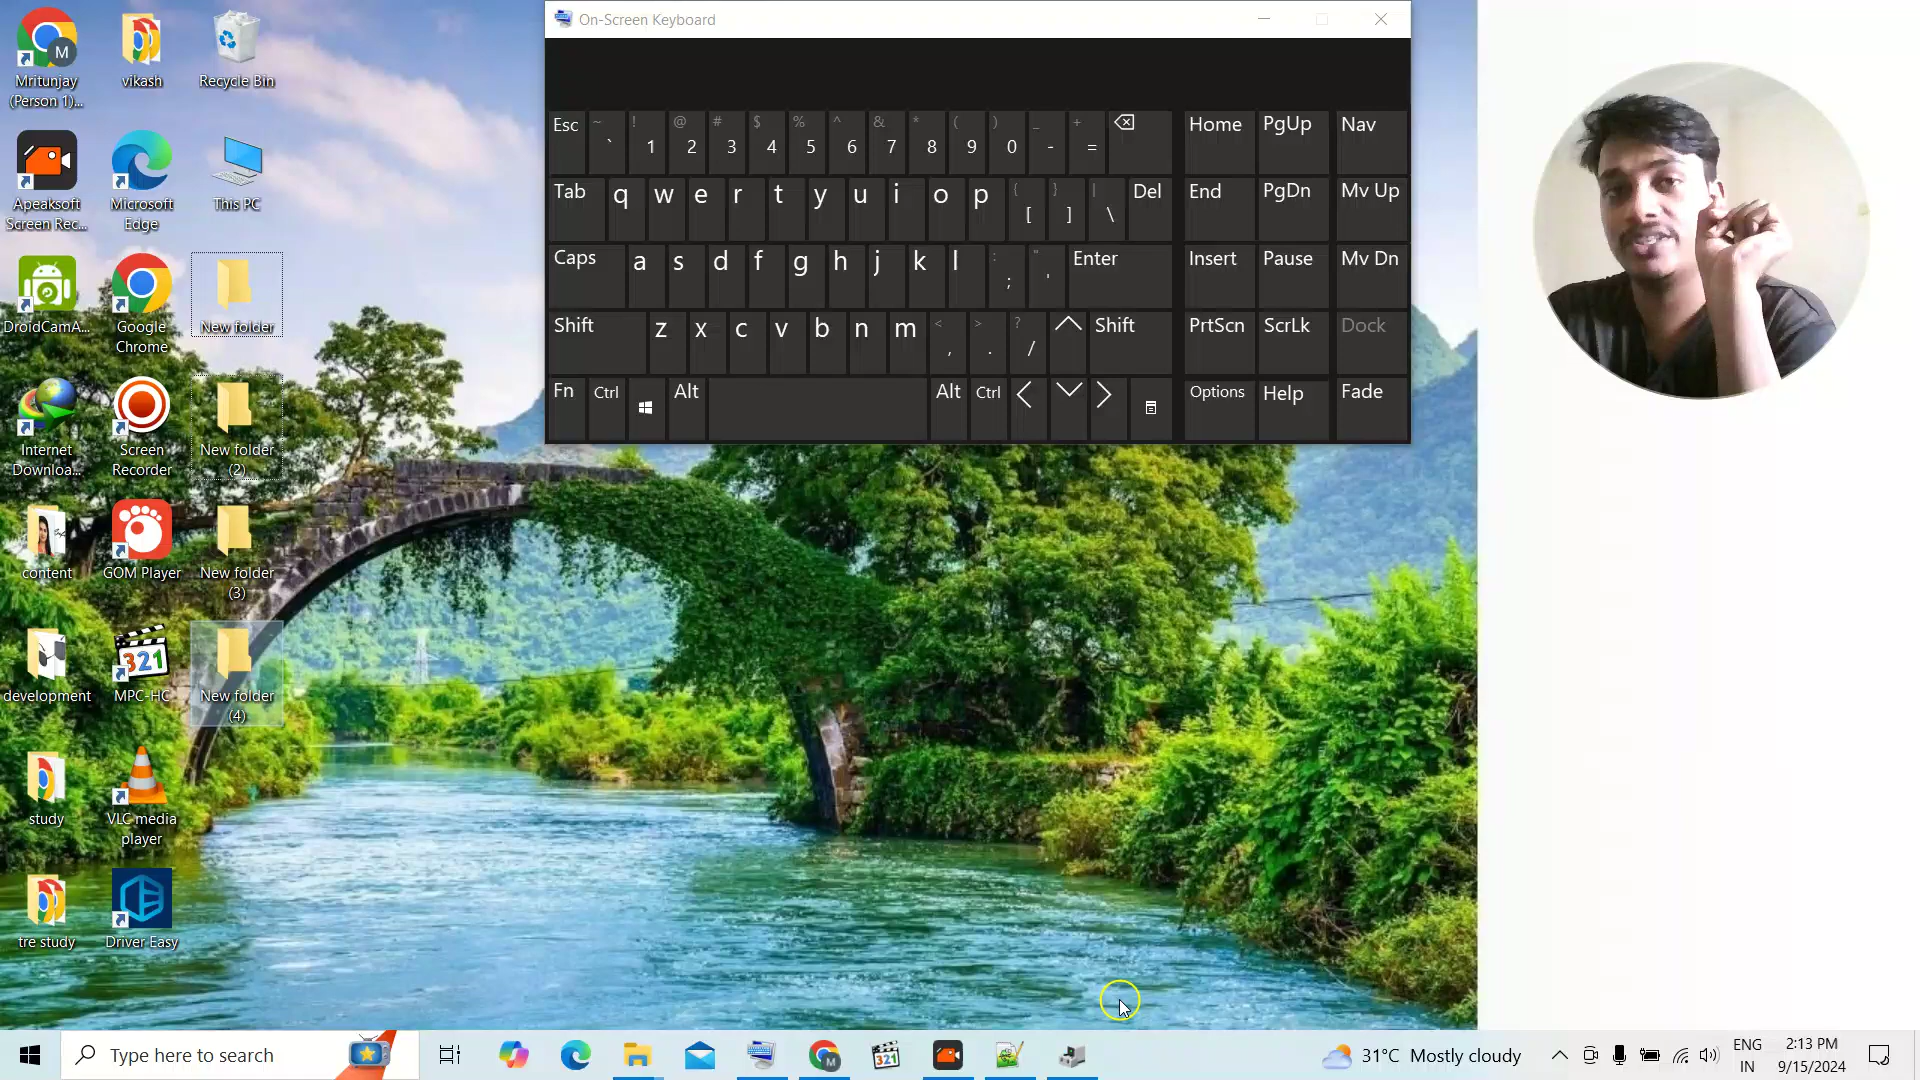 On-Screen Keyboard
Esc ~ ` ! 1 @ 2 # 3 $ 4 % 5 ^ 6 & 7 * 8 ( 9 ) 0 _ - + = Home PgUp Nav
Tab q w e r t y u i o p { [ } ] | \ Del End PgDn Mv Up
Caps a s d f g h j k l : ; " ' Enter Insert Pause Mv Dn
Shift z x c v b n m < , > . ? / Shift PrtScn ScrLk Dock
Fn Ctrl Alt Alt Ctrl Options Help Fade
Mritunjay
(Person 1)...
vikash
Recycle Bin
Apeaksoft
Screen Rec...
Microsoft
Edge
This PC
DroidCamA...
Google
Chrome
New folder
Internet
Downloa...
Screen
Recorder
New folder
(2)
content
GOM Player
New folder
(3)
development
MPC-HC
New folder
(4)
study
VLC media
player
tre study
Driver Easy
321
M
Type here to search
M
321
31°C Mostly cloudy
ENG
IN
2:13 PM
9/15/2024